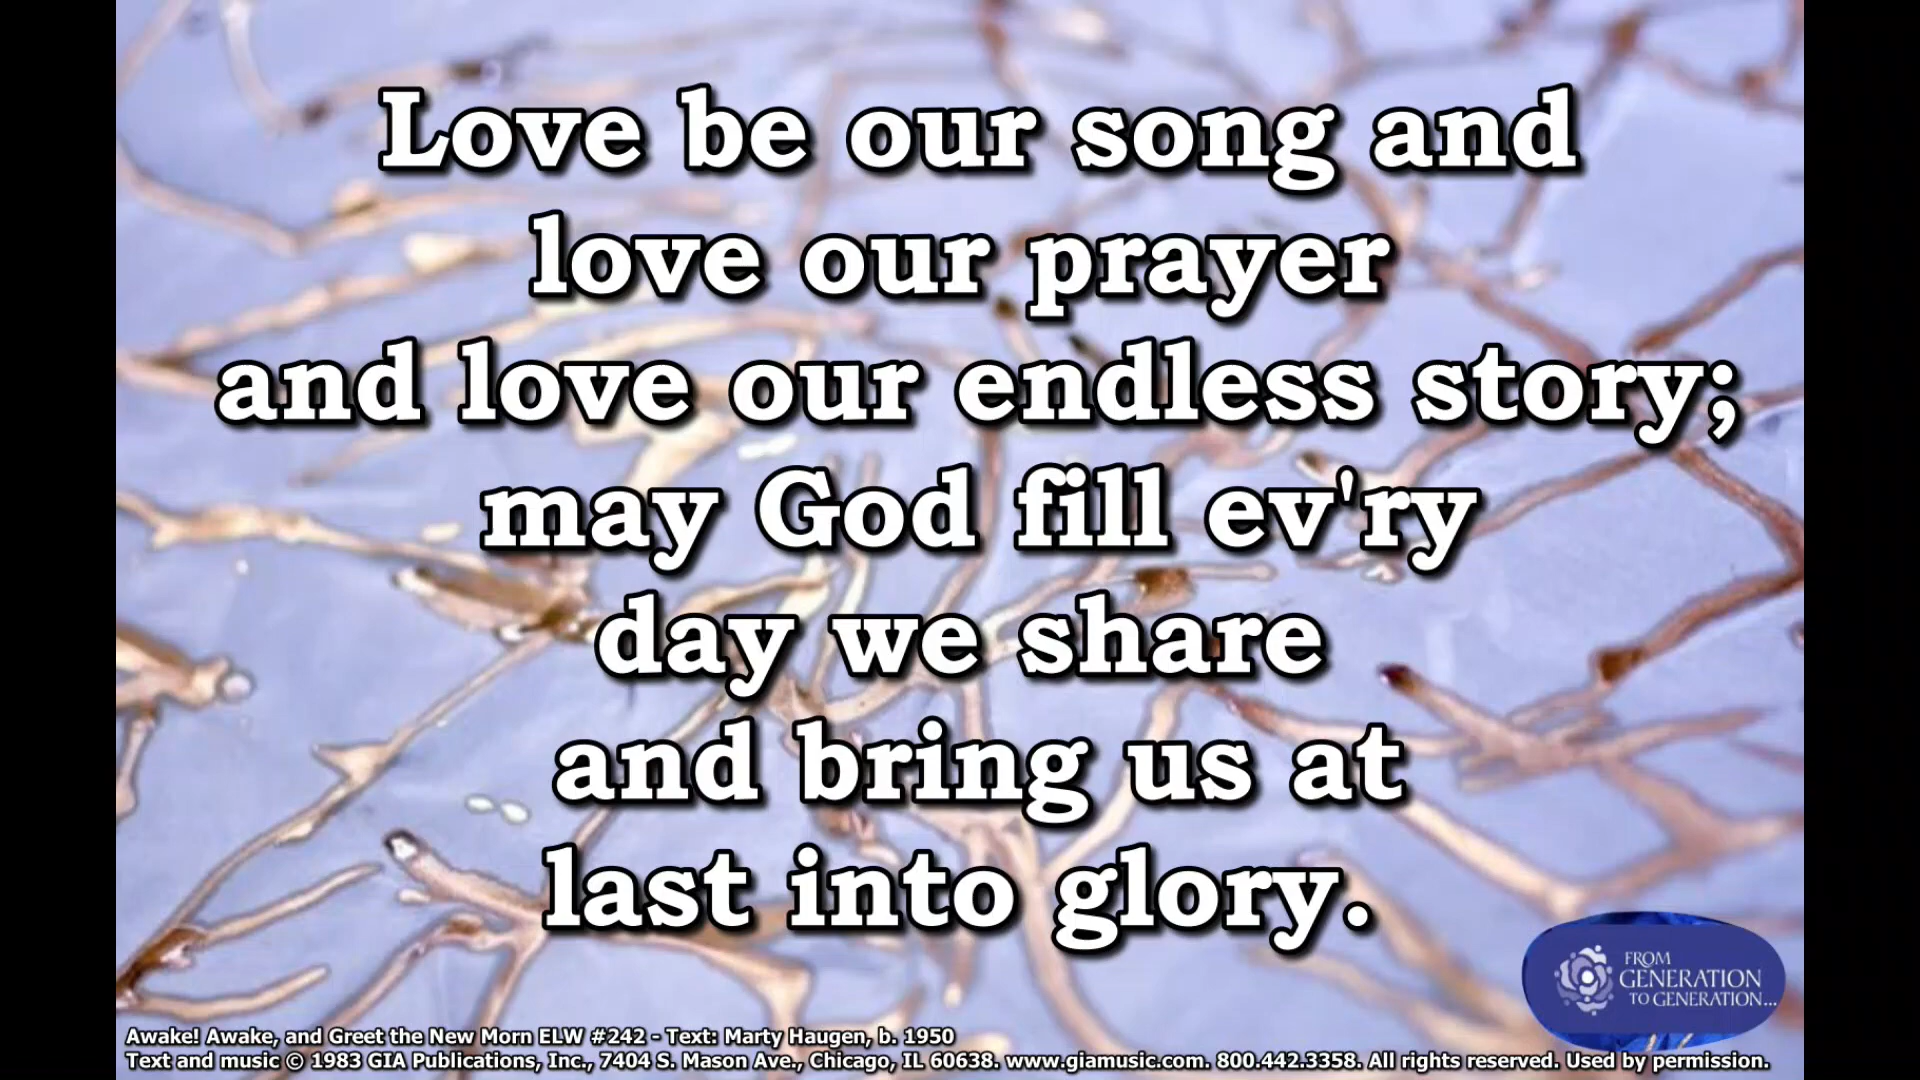 Love be our song and
love our prayer
and love our endless story;
may God fill ev'ry
day we share
and bring us at
last into glory.
FROM
GENERATION
TO GENERATION...
Awake! Awake, and Greet the New Morn ELW #242 - Text: Marty Haugen, b. 1950
Text and music © 1983 GIA Publications, Inc., 7404 S. Mason Ave., Chicago, IL 60638. www.giamusic.com. 800.442.3358. All rights reserved. Used by permission.